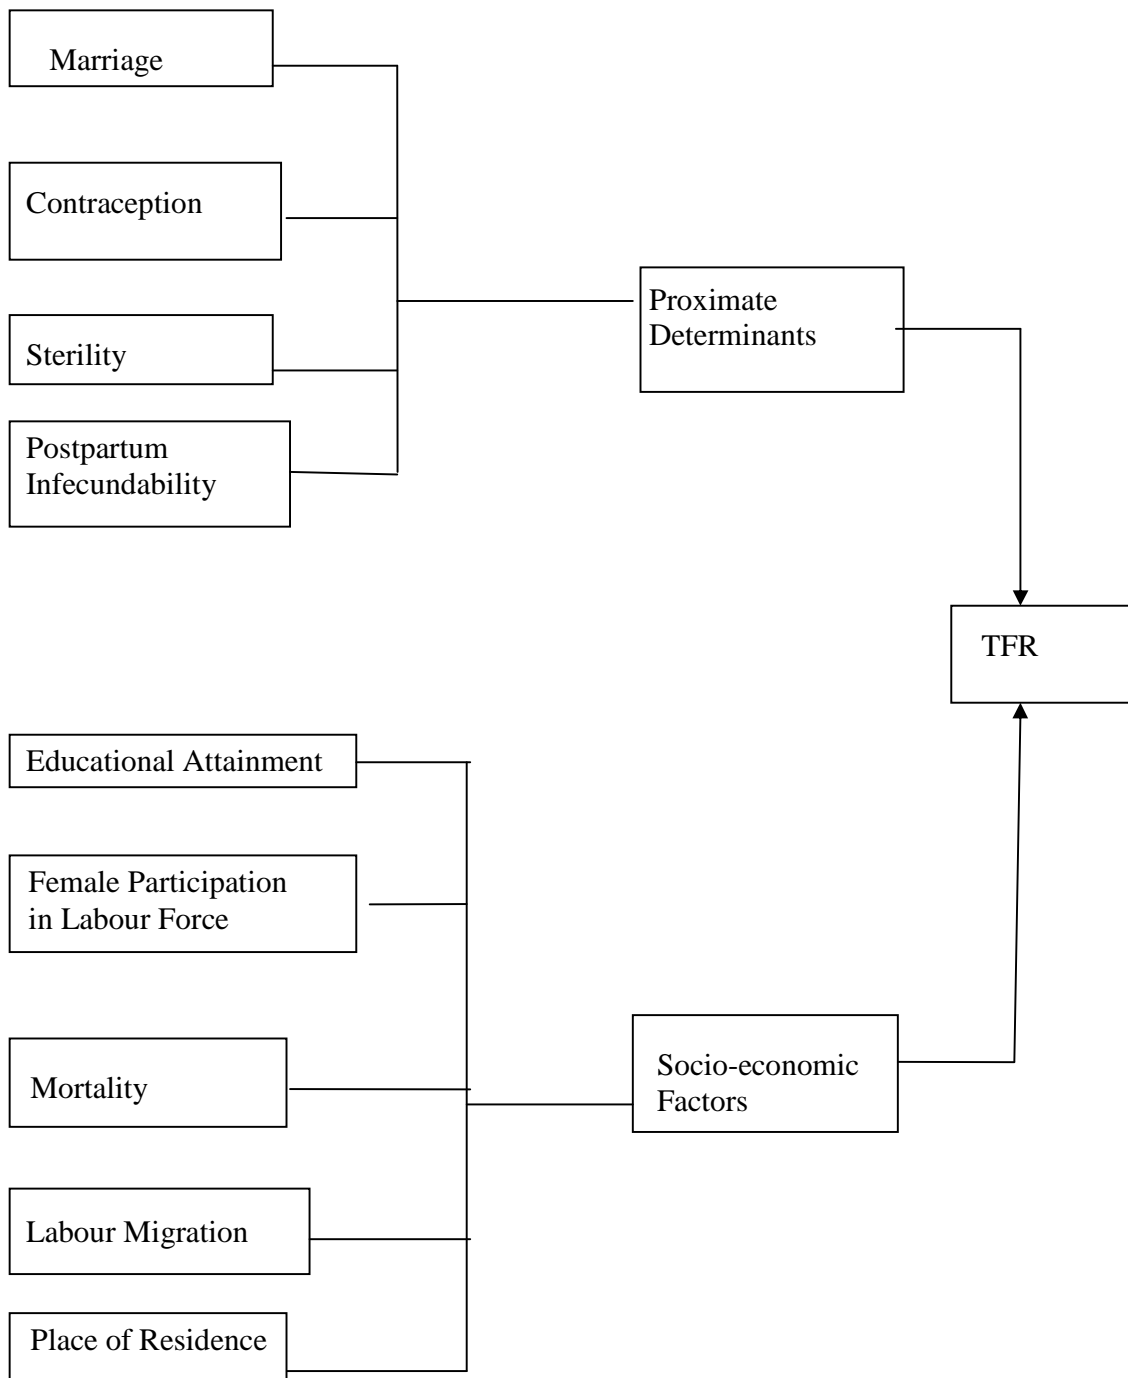 Marriage
Contraception
Sterility
Postpartum
Infecundability
Proximate
Determinants
TFR
Educational Attainment
Female Participation
in Labour Force
Mortality
Labour Migration
Place of Residence
Socio-economic
Factors